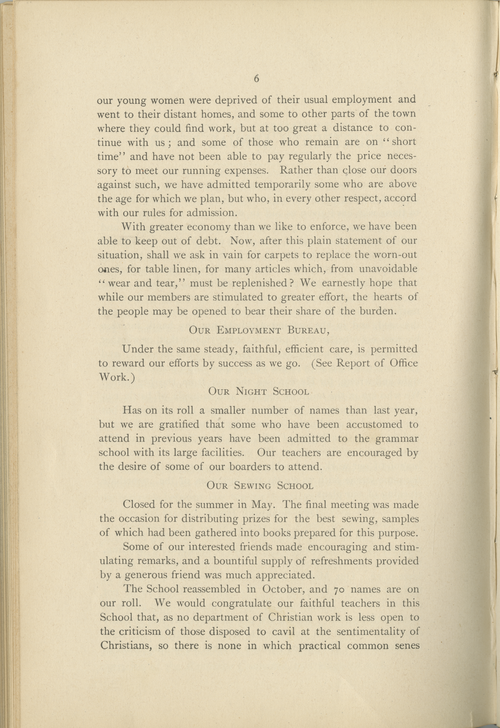 6
our young women were deprived of their usual employment and
went to their distant homes, and some to other parts of the town
where they could find work, but at too great a distance to con-
tinue with us ; and some of those who remain are on “ short
time” and have not been able to pay regularly the price neces-
sary to meet our running expenses. Rather than close our doors
against such, we have admitted temporarily some who are above
the age for which we plan, but who, in every other respect, accord
with our rules for admission.
With greater economy than we like to enforce, we have been
able to keep out of debt. Now, after this plain statement of our
situation, shall we ask in vain for carpets to replace the worn-out
ones, for table linen, for many articles which, from unavoidable
“ wear and tear,” must be replenished ? We earnestly hope that
while our members are stimulated to greater effort, the hearts of
the people may be opened to bear their share of the burden.
OUR EMPLOYMENT BUREAU,
Under the same steady, faithful, efficient care, is permitted
to reward our efforts by success as we go. (See Report of Office
Work.)
OUR NIGHT SCHOOL
Has on its roll a smaller number of names than last year,
but we are gratified that some who have been accustomed to
attend in previous years have been admitted to the grammar
school with its large facilities. Our teachers are encouraged by
the desire of some of our boarders to attend.
OUR SEWING SCHOOL
Closed for the summer in May. The final meeting was made
the occasion for distributing prizes for the best sewing, samples
of which had been gathered into books prepared for this purpose.
Some of our interested friends made encouraging and stim-
ulating remarks, and a bountiful supply of refreshments provided
by a generous friend was much appreciated.
The School reassembled in October, and 70 names are on
our roll. We would congratulate our faithful teachers in this
School that, as no department of Christian work is less open to
the criticism of those disposed to cavil at the sentimentality of
Christians, so there is none in which practical common senes